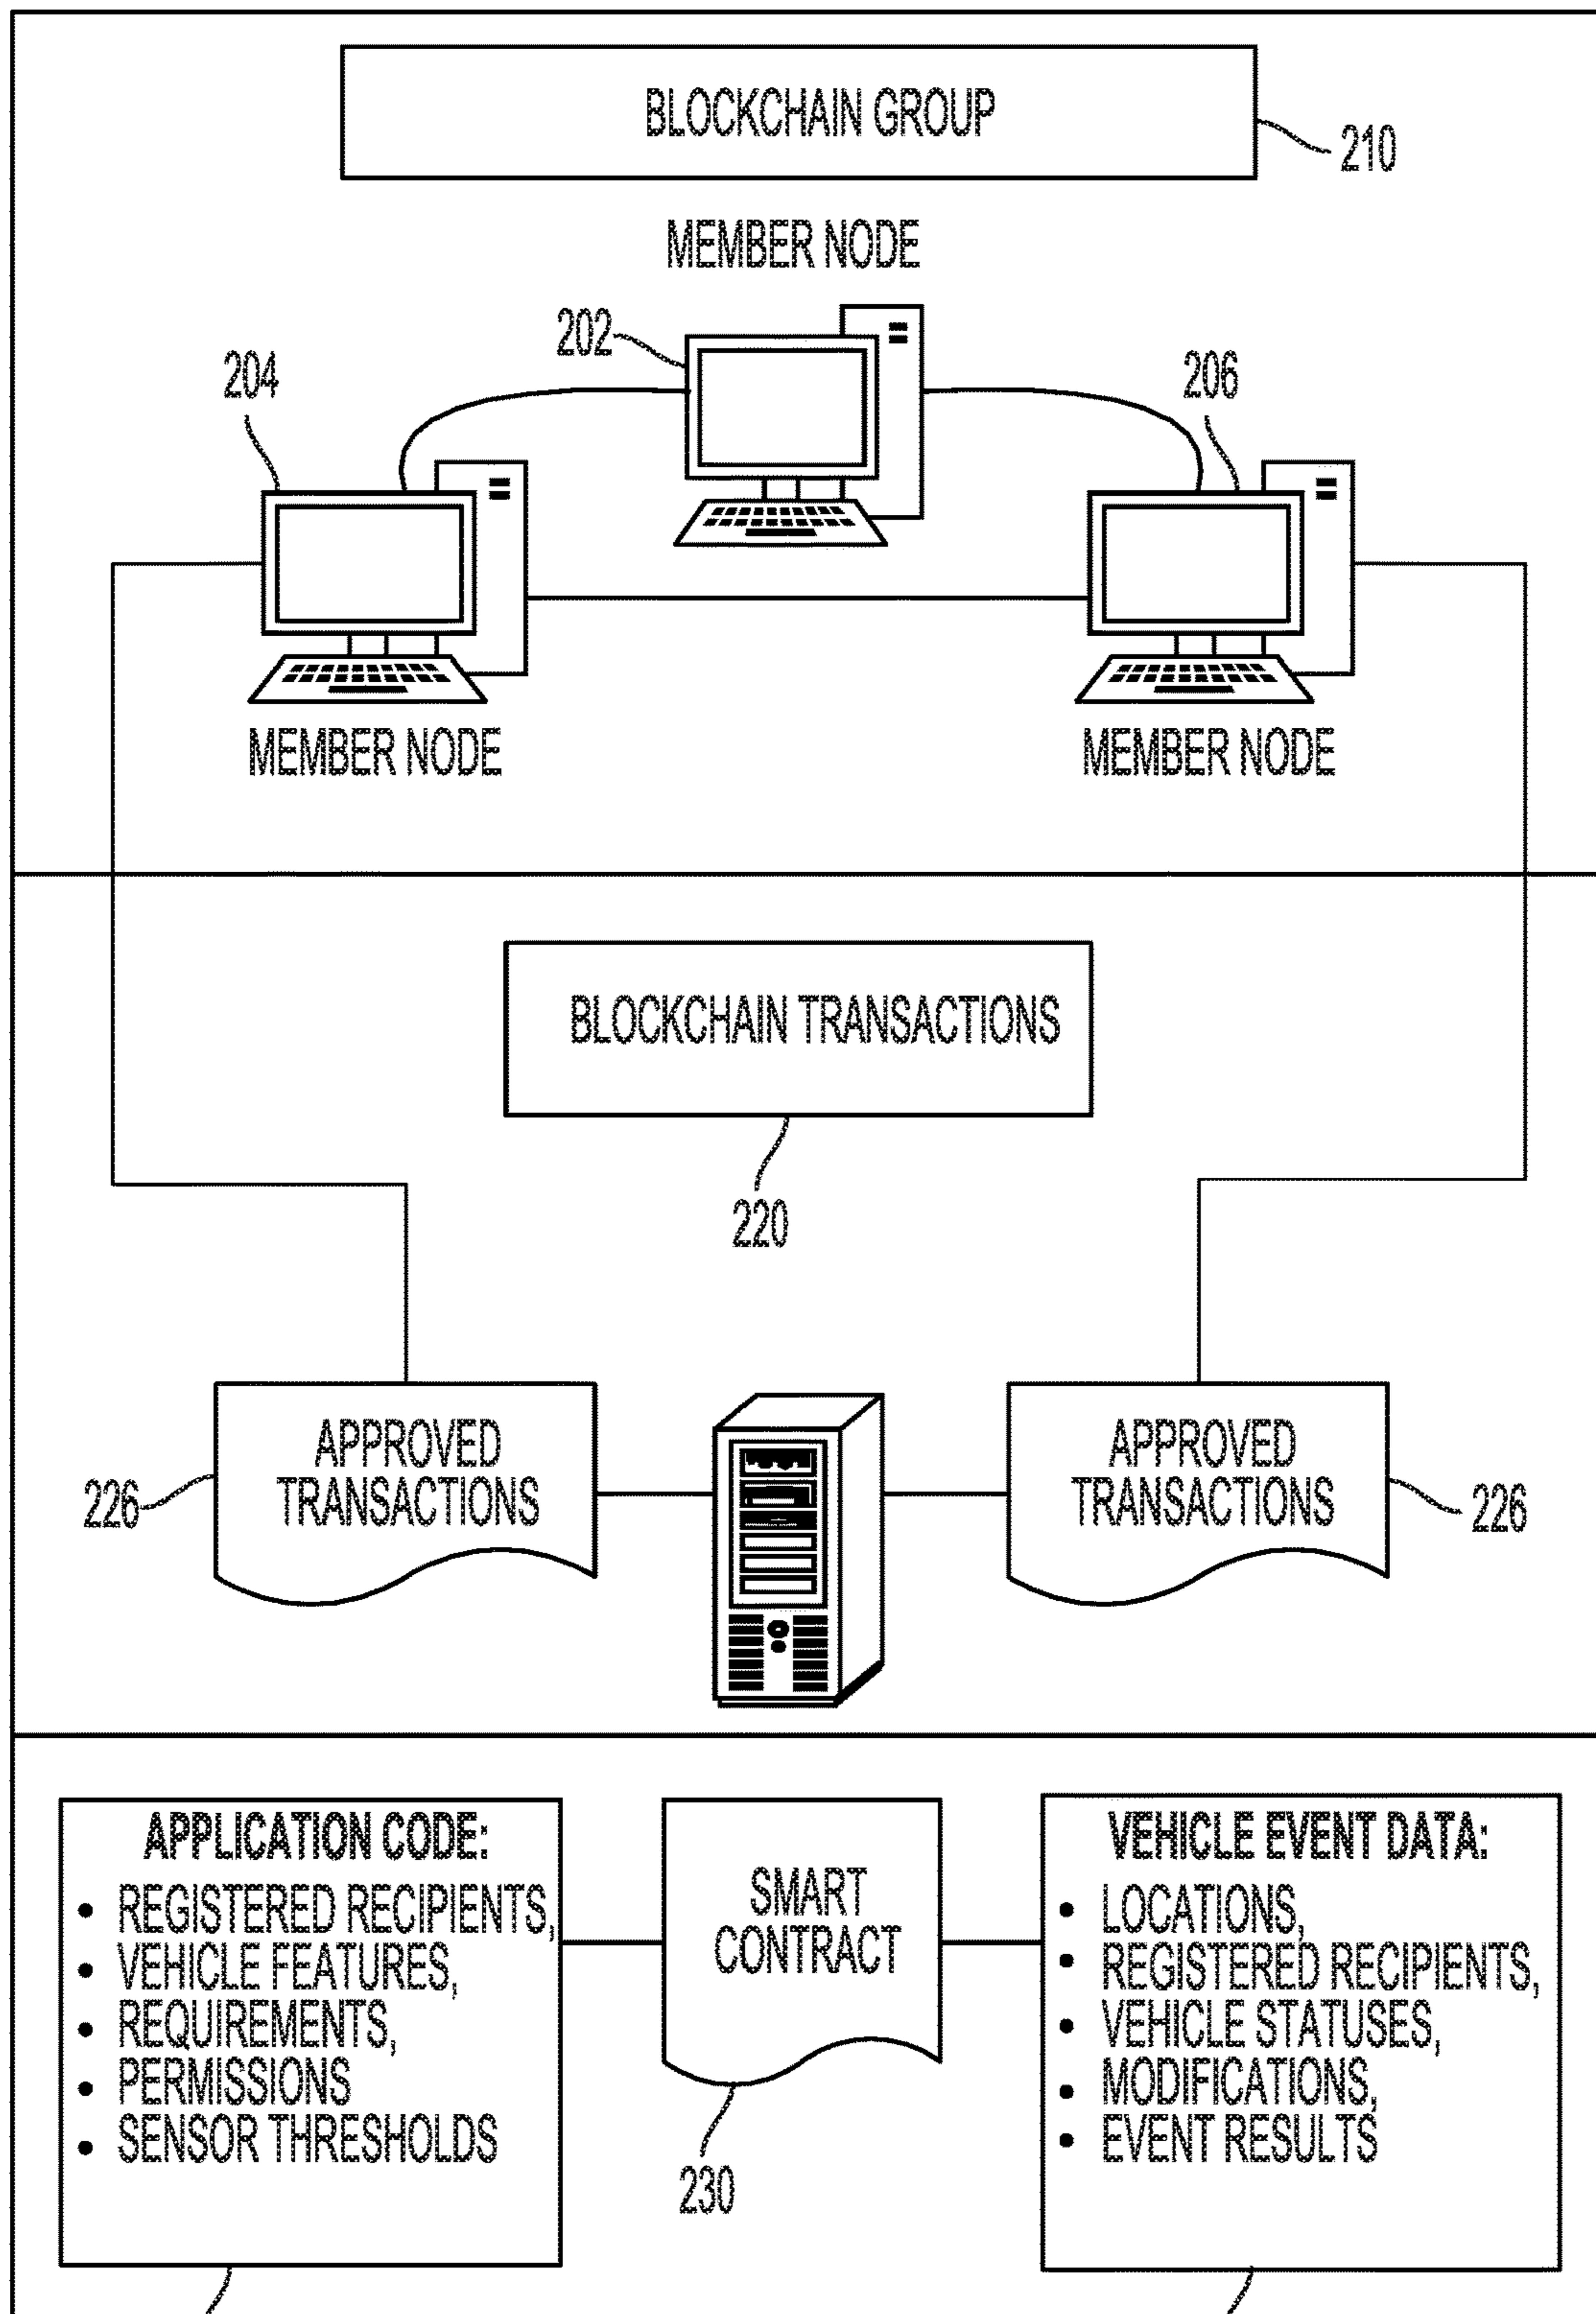 BLOCKCHAIN GROUP
210
MEMBER NODE
202
204
206
MEMBER NODE
MEMBER NODE
BLOCKCHAIN TRANSACTIONS
220
APPROVED
TRANSACTIONS
226
APPROVED
TRANSACTIONS
226
APPLICATION CODE:
• REGISTERED RECIPIENTS,
• VEHICLE FEATURES,
• REQUIREMENTS,
• PERMISSIONS
• SENSOR THRESHOLDS
SMART
CONTRACT
230
VEHICLE EVENT DATA:
• LOCATIONS,
• REGISTERED RECIPIENTS,
• VEHICLE STATUSES,
• MODIFICATIONS,
• EVENT RESULTS